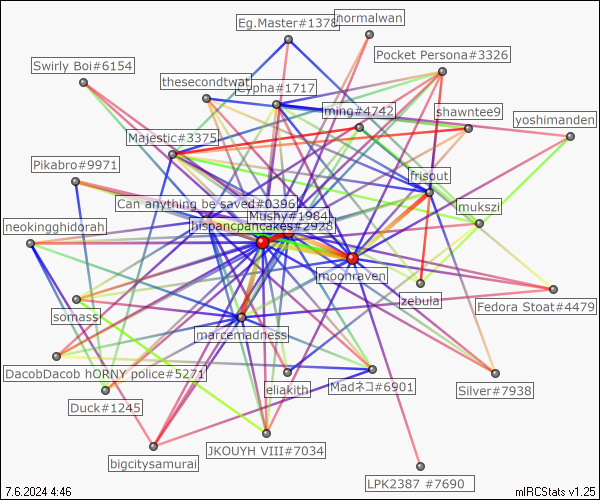 Eg.Master#1378
normalwan
Pocket Persona#3326
Swirly Boi#6154
thesecondtwat
Cypha#1717
ming#4742
shawntee9
yoshimanden
Majestic#3375
Pikabro#9971
frisout
Can anything be saved#0396
mukszi
Mushy#1984
neokingghidorah
hispancpancakes#2928
moonraven
zebula
Fedora Stoat#4479
somass
marcemadness
DacobDacob hORNY police#5271
eliakith
Madネコ#6901
Silver#7938
Duck#1245
JKOUYH VIII#7034
bigcitysamurai
LPK2387 #7690
7.6.2024 4:46
mIRCStats v1.25